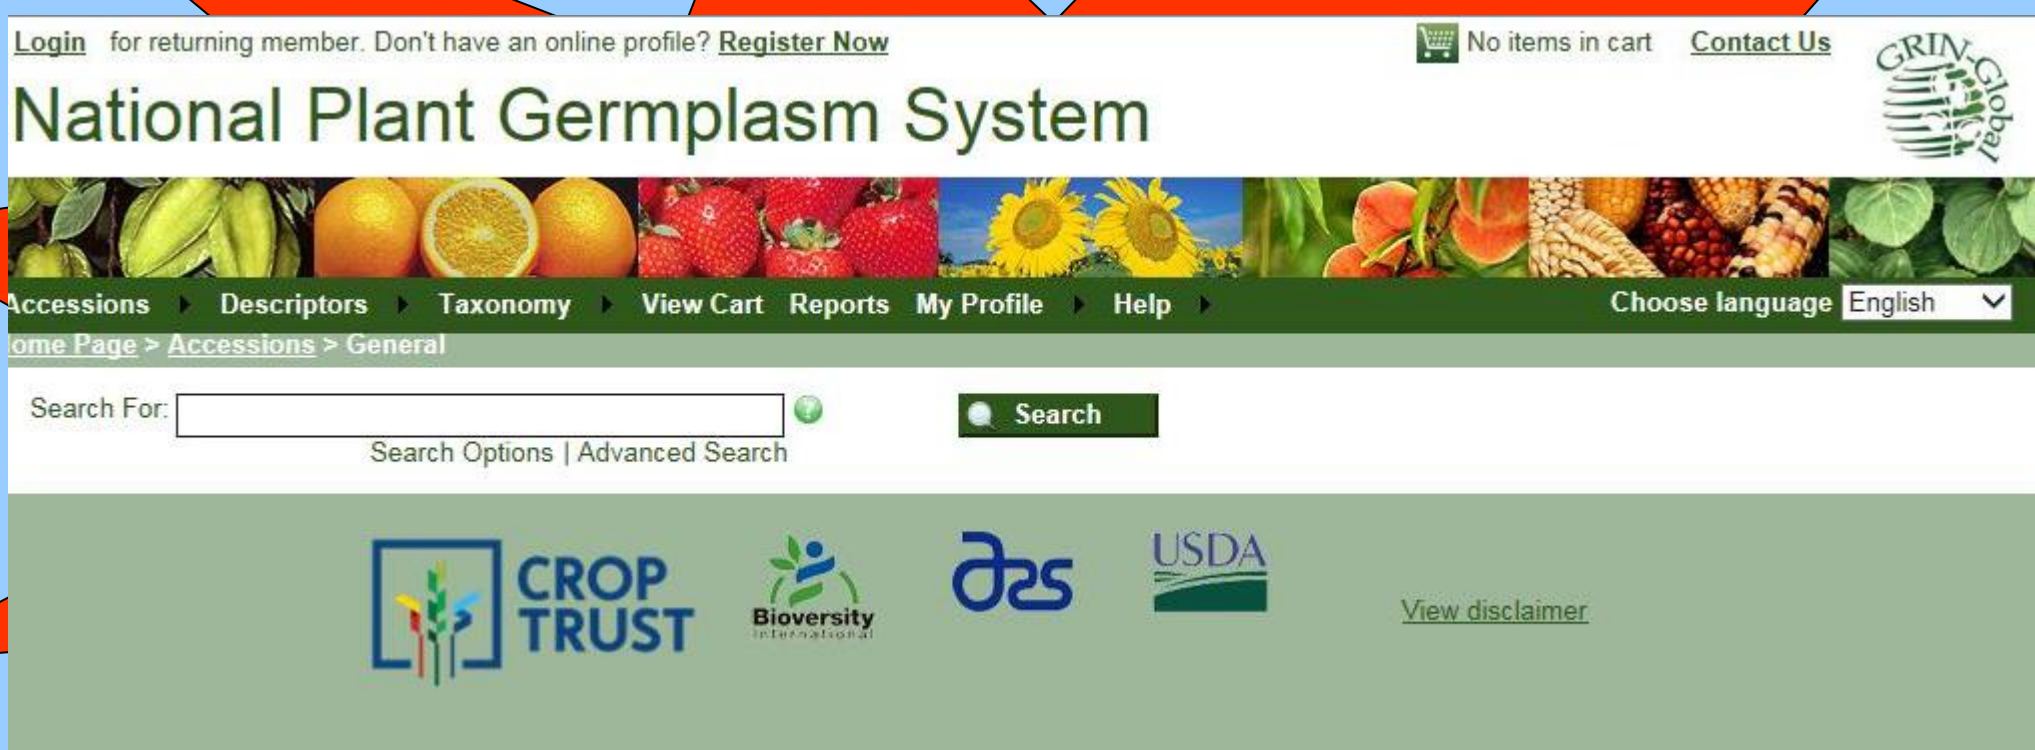 Login for returning member. Don't have an online profile? Register Now
No items in cart Contact Us
GRIN-Global
National Plant Germplasm System
Accessions Descriptors Taxonomy View Cart Reports My Profile Help Choose language English
ome Page > Accessions > General
Search For:
Search
Search Options | Advanced Search
CROP
TRUST
Bioversity
International
ars
USDA
View disclaimer